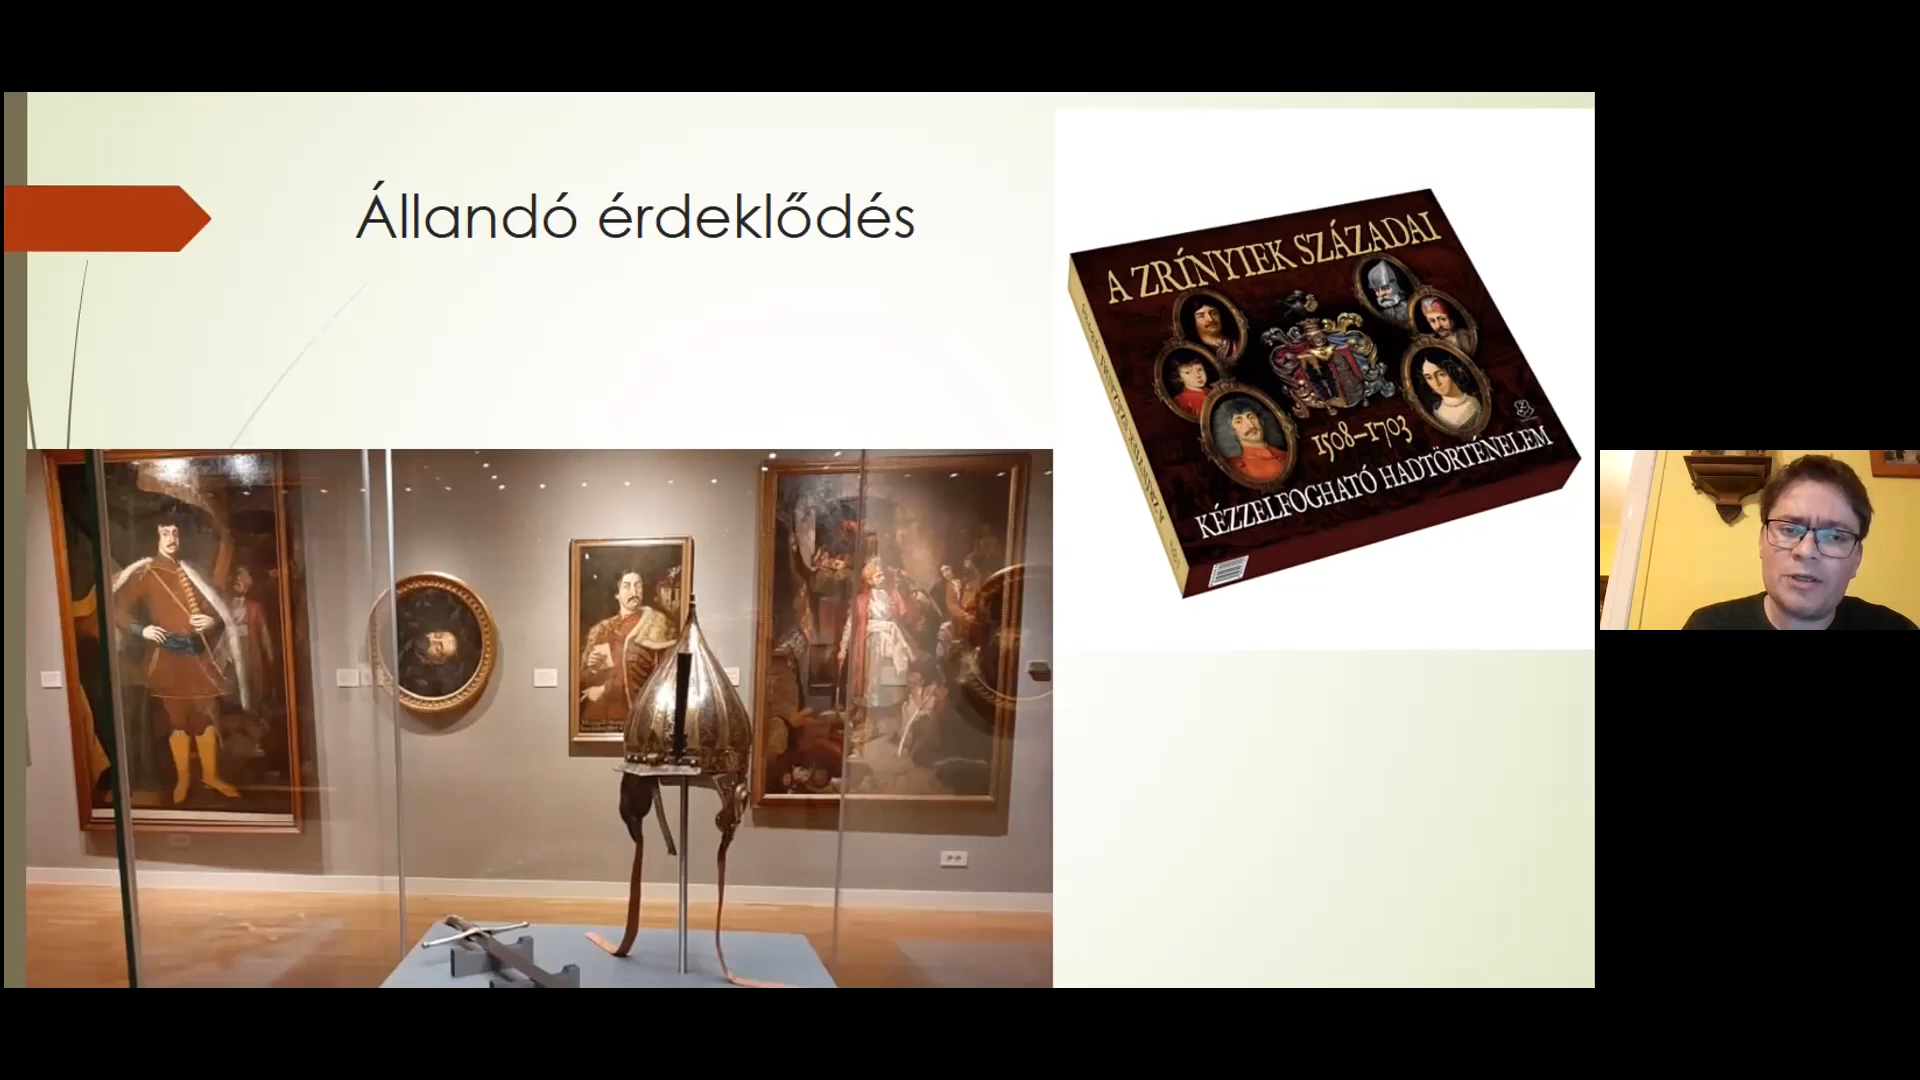 Állandó érdeklődés
A ZRÍNYIEK SZÁZADAI
1508–1703
KÉZZELFOGHATÓ HADTÖRTÉNELEM